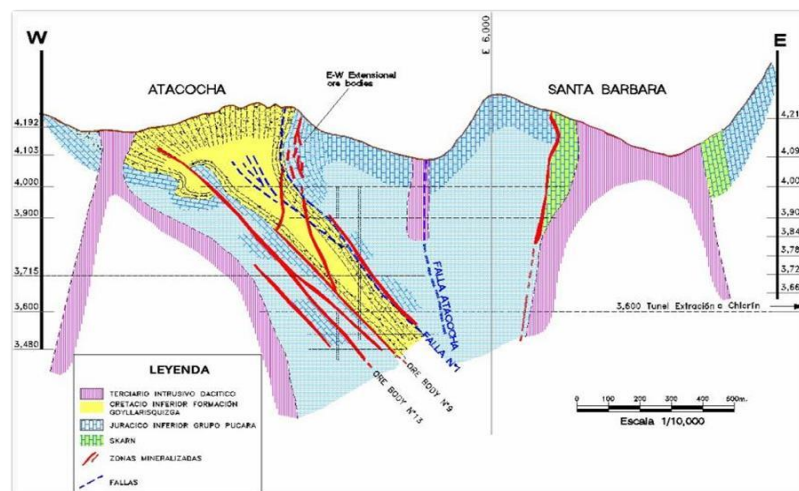 W
E
E 6,000
ATACOCHA
E-W Extensional
ore bodies
SANTA BARBARA
4,192
4,103
4,000
3,900
3,715
3,600
3,480
4,21
4,09
4,00
3,90
3,84
3,78
3,72
3,66
3,600 Tunel Extración a Chicrín
FALLA ATACOCHA
FALLA N°1
ORE BODY N°9
ORE BODY N°13
LEYENDA
TERCIARIO INTRUSIVO DACITICO
CRETACIO INFERIOR FORMACIÓN
GOYLLARISQUIZGA
JURACICO INFERIOR GRUPO PUCARA
SKARN
ZONAS MINERALIZADAS
FALLAS
0 100 200 300 400 500m.
Escala 1/10,000